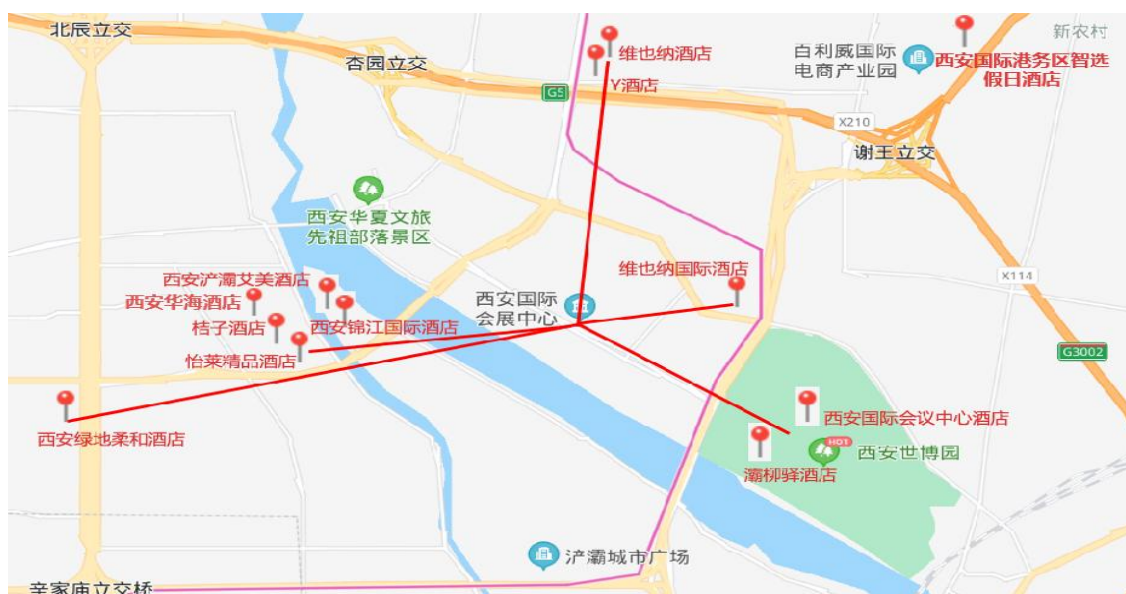 北辰立交
杏园立交
维也纳酒店
Y酒店
百利威国际
电商产业园
新农村
西安国际港务区智选
假日酒店
G5
X210
谢王立交
西安华夏文旅
先祖部落景区
西安浐灞艾美酒店
西安华海酒店
桔子酒店
西安锦江国际酒店
怡莱精品酒店
西安国际
会展中心
维也纳国际酒店
X114
G3002
西安绿地柔和酒店
西安国际会议中心酒店
HOT
西安世博园
灞柳驿酒店
浐灞城市广场
辛家庙立交桥